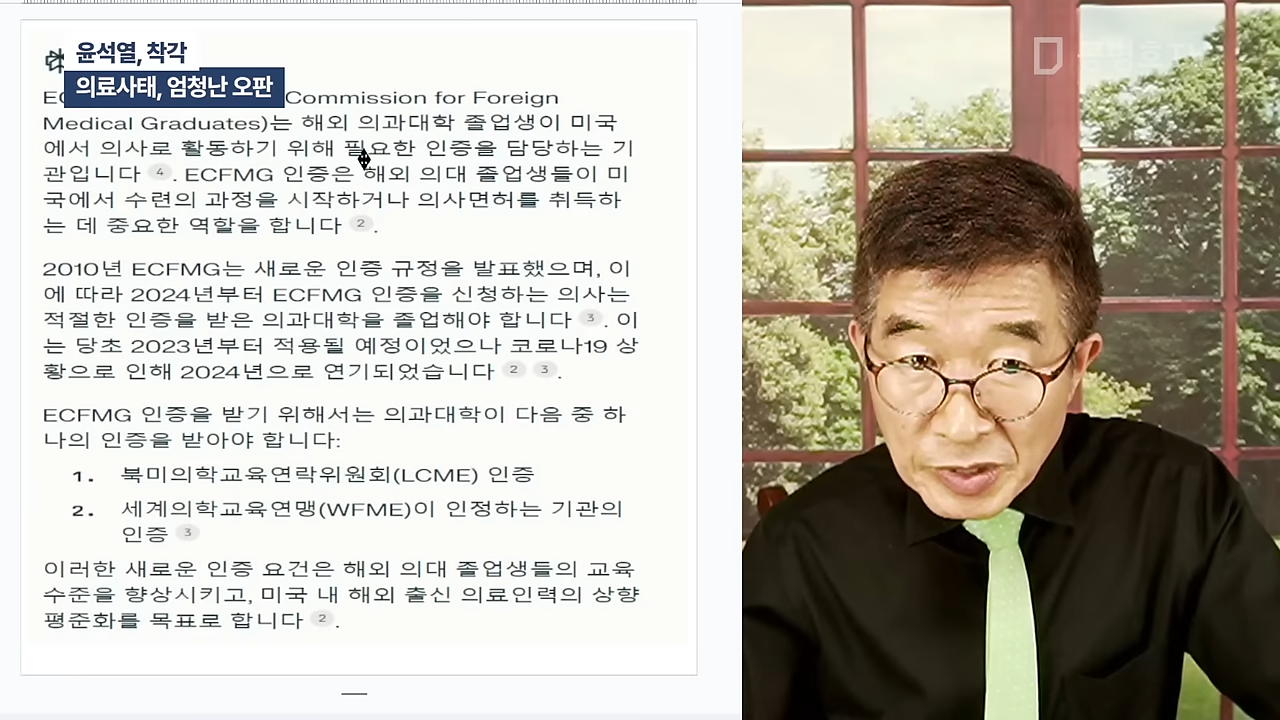 윤석열, 착각
의료사태, 엄청난 오판
Commission for Foreign
Medical Graduates)는 해외 의과대학 졸업생이 미국
에서 의사로 활동하기 위해 필요한 인증을 담당하는 기
관입니다 4. ECFMG 인증은 해외 의대 졸업생들이 미
국에서 수련의 과정을 시작하거나 의사면허를 취득하
는 데 중요한 역할을 합니다 2.
2010년 ECFMG는 새로운 인증 규정을 발표했으며, 이
에 따라 2024년부터 ECFMG 인증을 신청하는 의사는
적절한 인증을 받은 의과대학을 졸업해야 합니다 3. 이
는 당초 2023년부터 적용될 예정이었으나 코로나19 상
황으로 인해 2024년으로 연기되었습니다 2 3.
ECFMG 인증을 받기 위해서는 의과대학이 다음 중 하
나의 인증을 받아야 합니다:
1. 북미의학교육연락위원회(LCME) 인증
2. 세계의학교육연맹(WFME)이 인정하는 기관의
인증 3
이러한 새로운 인증 요건은 해외 의대 졸업생들의 교육
수준을 향상시키고, 미국 내 해외 출신 의료인력의 상향
평준화를 목표로 합니다 2.